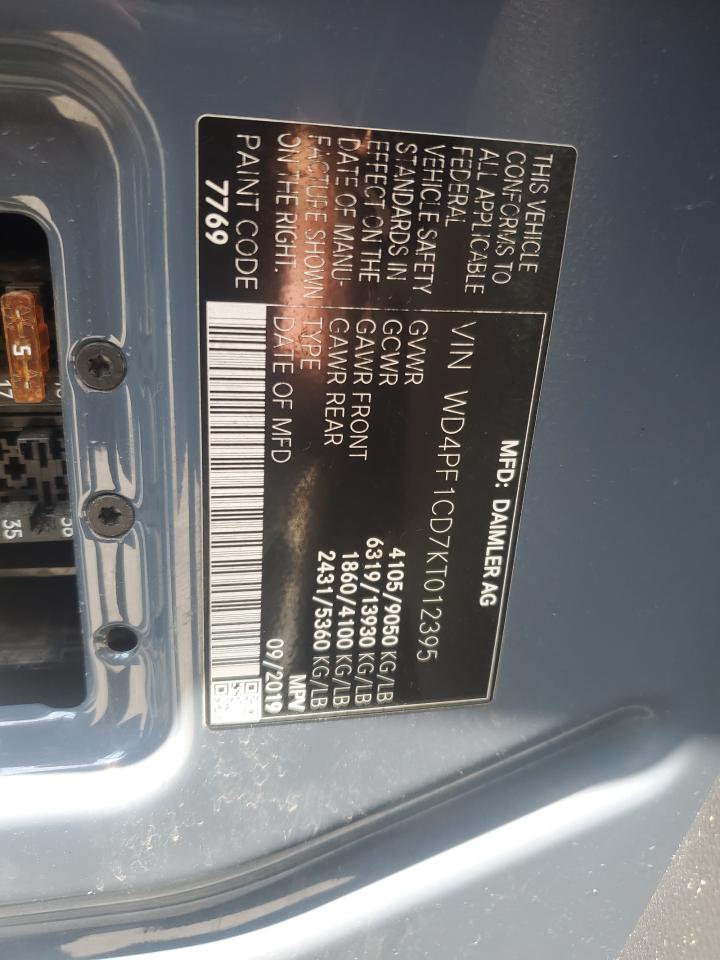 MFD: DAIMLER AG
VIN WD4PF1CD7KT012395
GVWR 4105/9050 KG/LB
GCWR 6319/13930 KG/LB
GAWR FRONT 1860/4100 KG/LB
GAWR REAR 2431/5360 KG/LB
TYPE MPV
DATE OF MFD 09/2019
THIS VEHICLE
CONFORMS TO
ALL APPLICABLE
FEDERAL
VEHICLE SAFETY
STANDARDS IN
EFFECT ON THE
DATE OF MANU-
FACTURE SHOWN
ON THE RIGHT.
PAINT CODE
7769
5
17
35